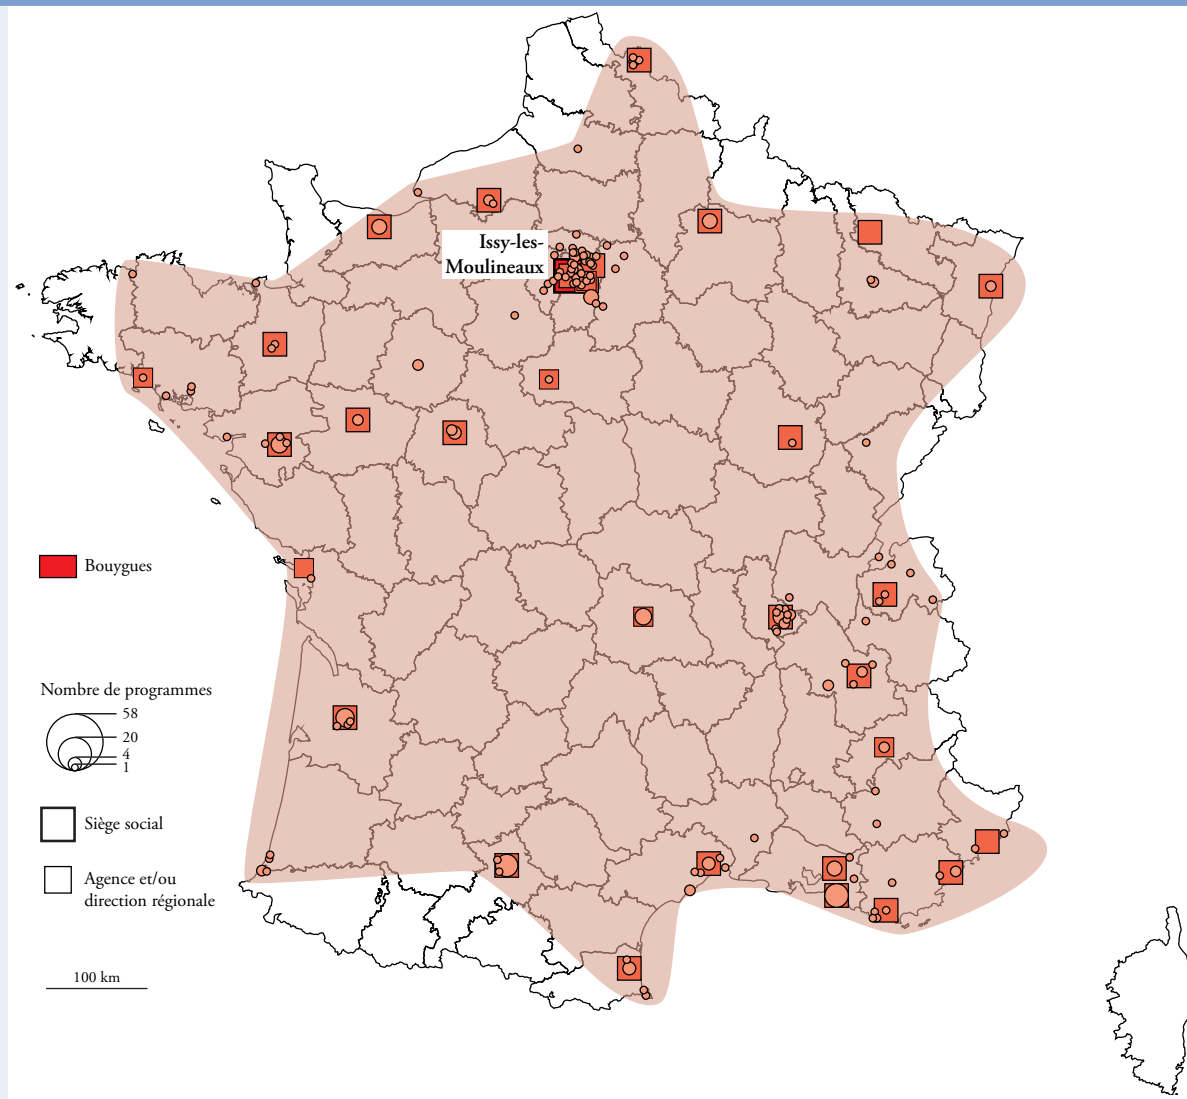 Issy-les-
Moulineaux
Bouygues
Nombre de programmes
58
20
4
1
Siège social
Agence et/ou
direction régionale
100 km